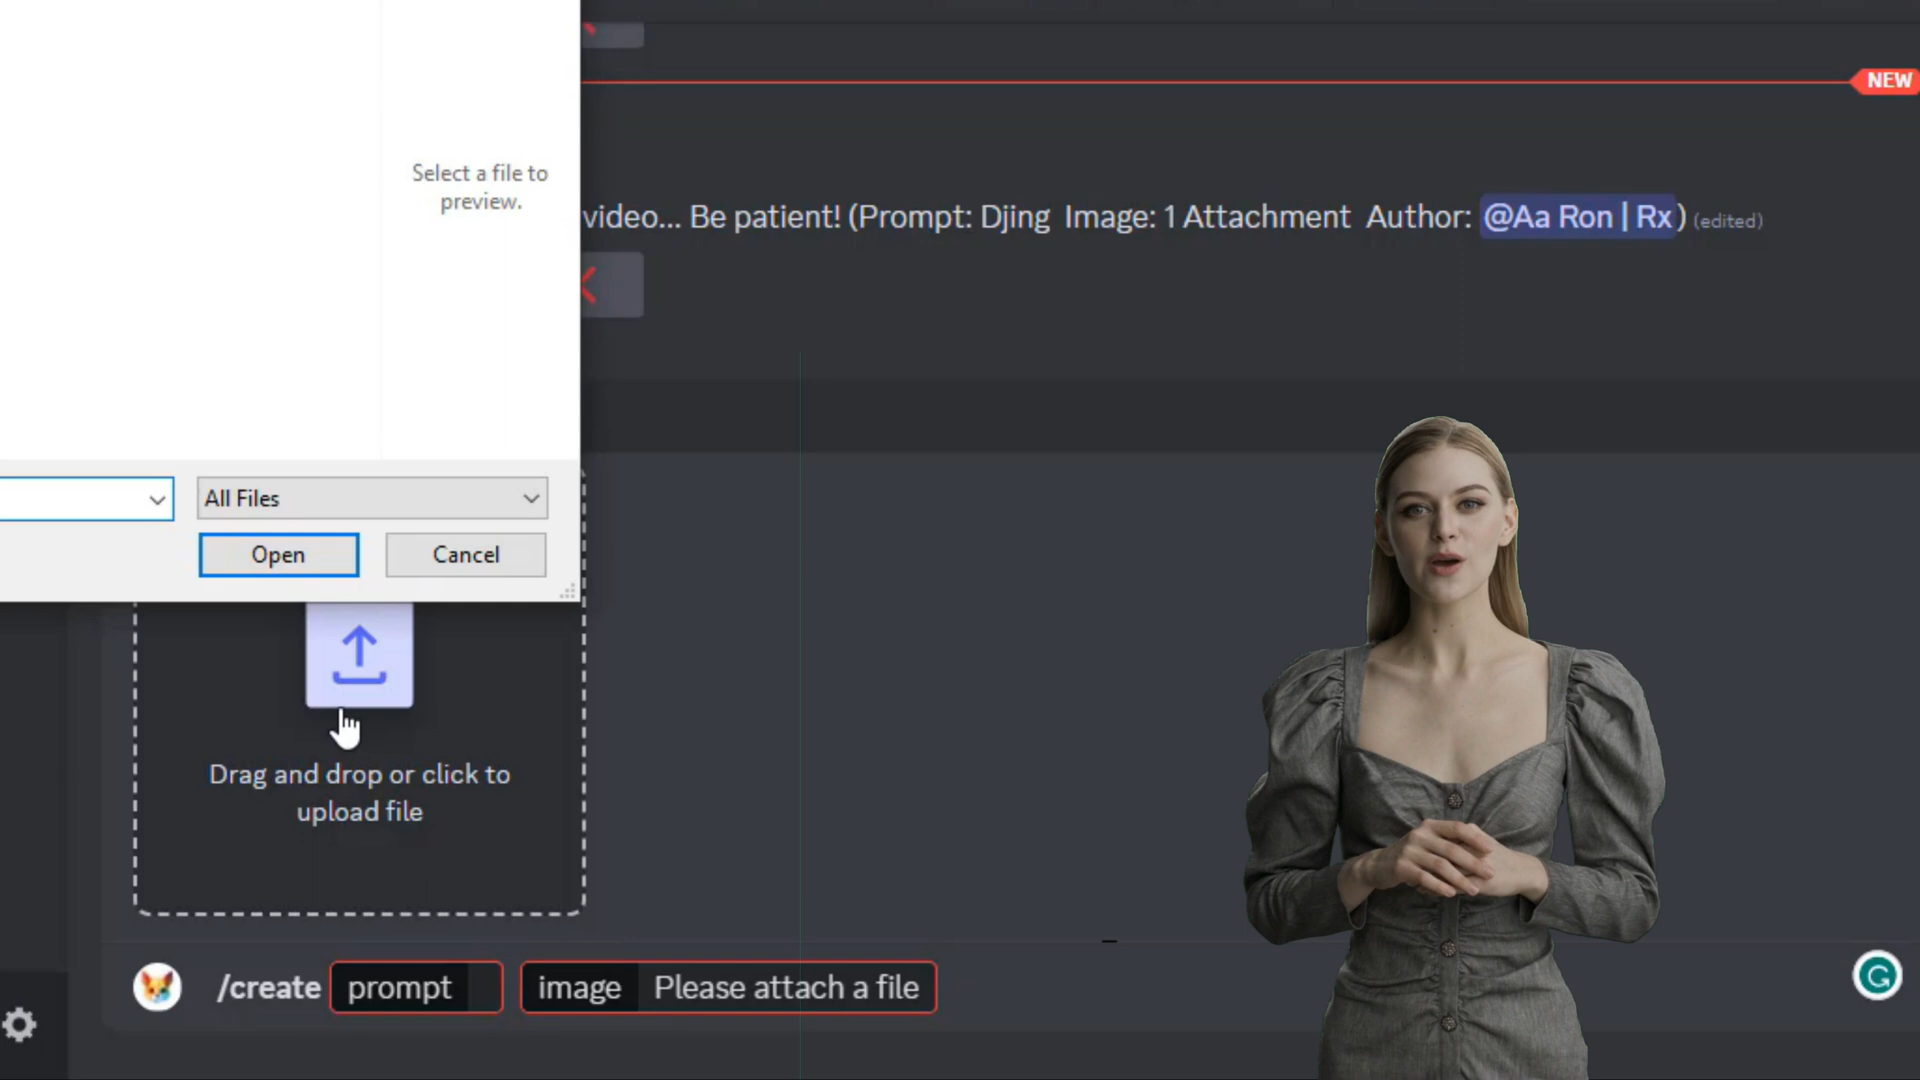 NEW
Select a file to
preview.
video... Be patient! (Prompt: Djing Image: 1 Attachment Author: @Aa Ron | Rx) (edited)
All Files
Open
Cancel
Drag and drop or click to
upload file
/create prompt image Please attach a file